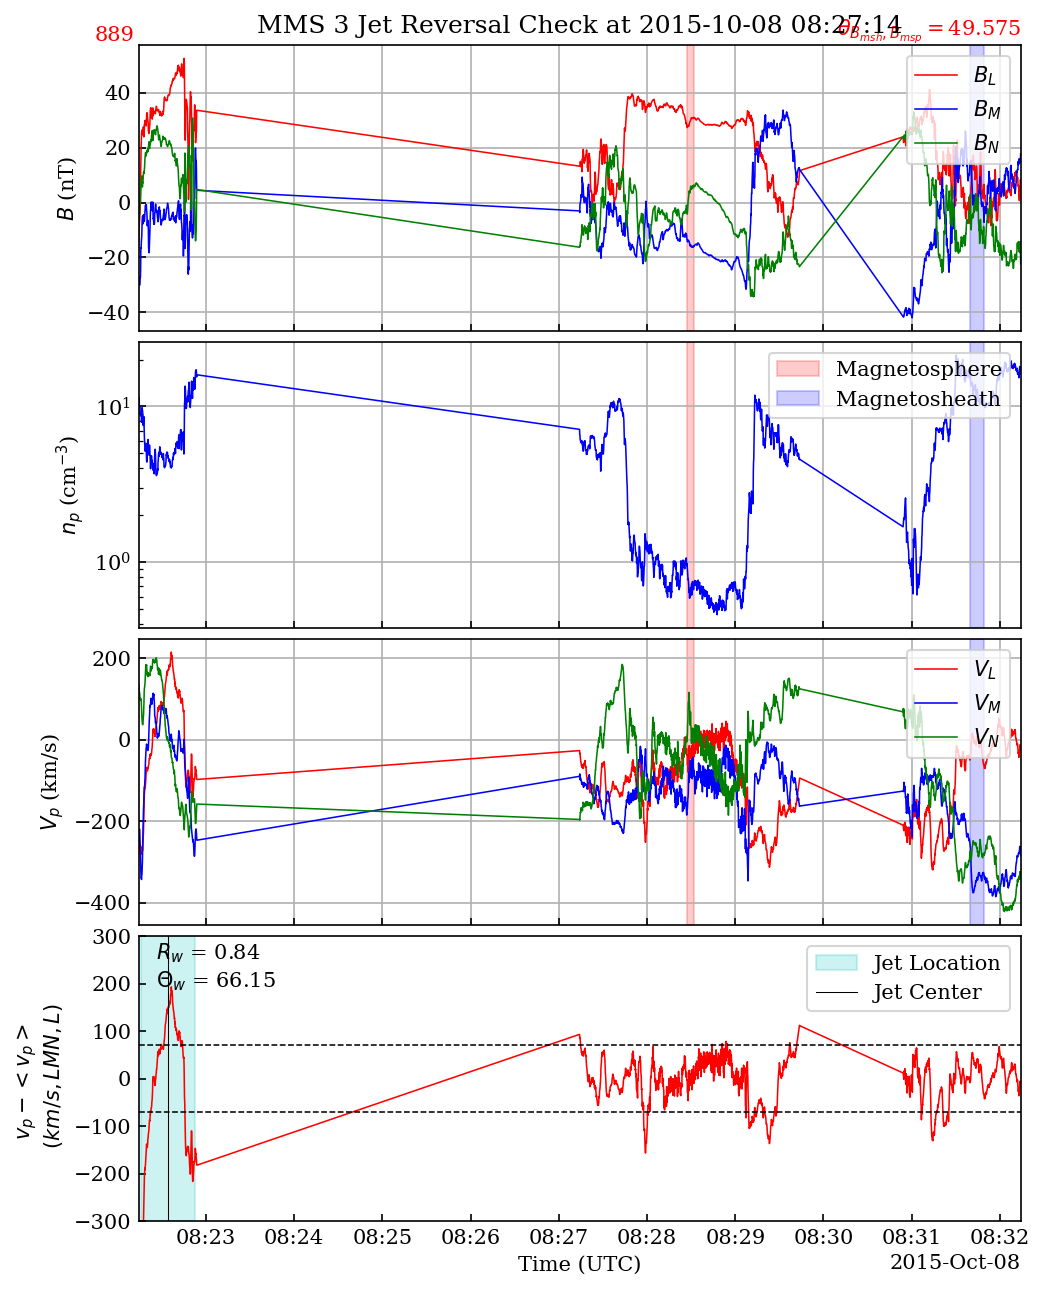 MMS 3 Jet Reversal Check at 2015-10-08 08:27:14
889
∂B_{msh},B_{msp} = 49.575
B (nT)
40
20
0
−20
−40
B_L
B_M
B_N
n_p (cm^{−3})
10^1
10^0
Magnetosphere
Magnetosheath
V_p (km/s)
200
0
−200
−400
V_L
V_M
V_N
v_p − < v_p >
(km/s, LMN, L)
300
200
100
0
−100
−200
−300
R_w = 0.84
Θ_w = 66.15
Jet Location
Jet Center
08:23 08:24 08:25 08:26 08:27 08:28 08:29 08:30 08:31 08:32
Time (UTC)
2015-Oct-08